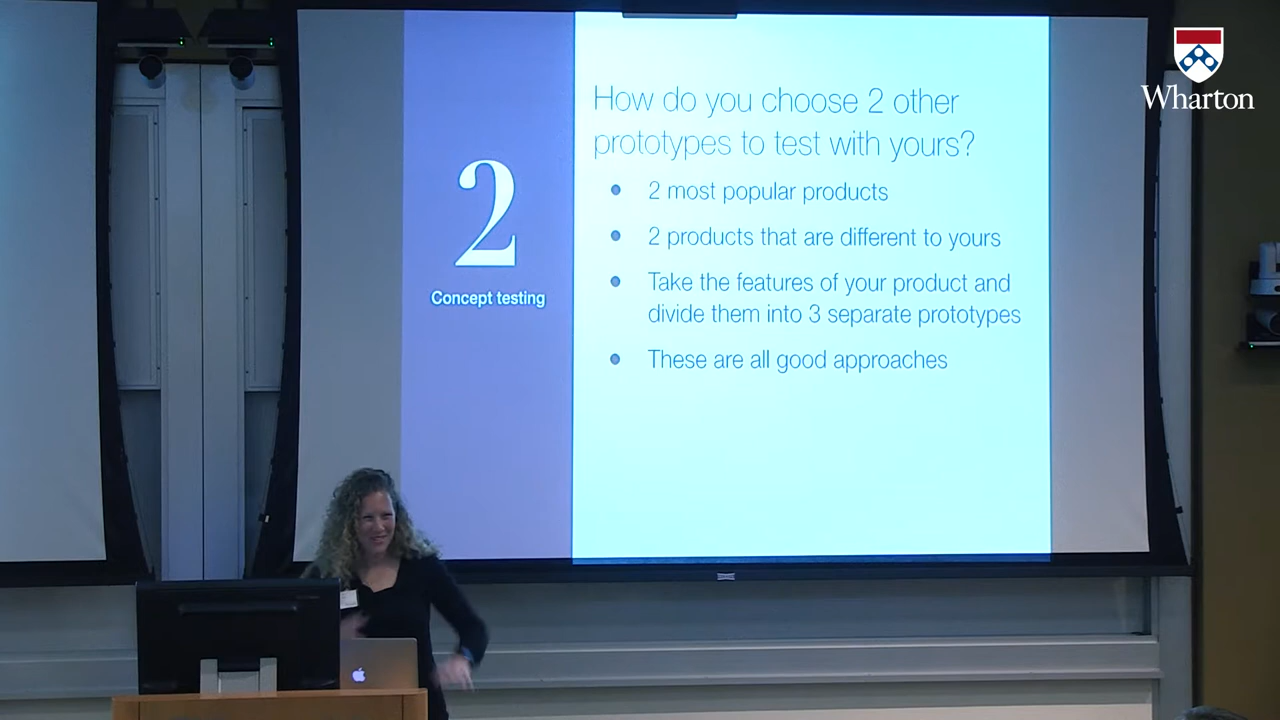 Wharton
How do you choose 2 other
prototypes to test with yours?
2
Concept testing
2 most popular products
2 products that are different to yours
Take the features of your product and
divide them into 3 separate prototypes
These are all good approaches